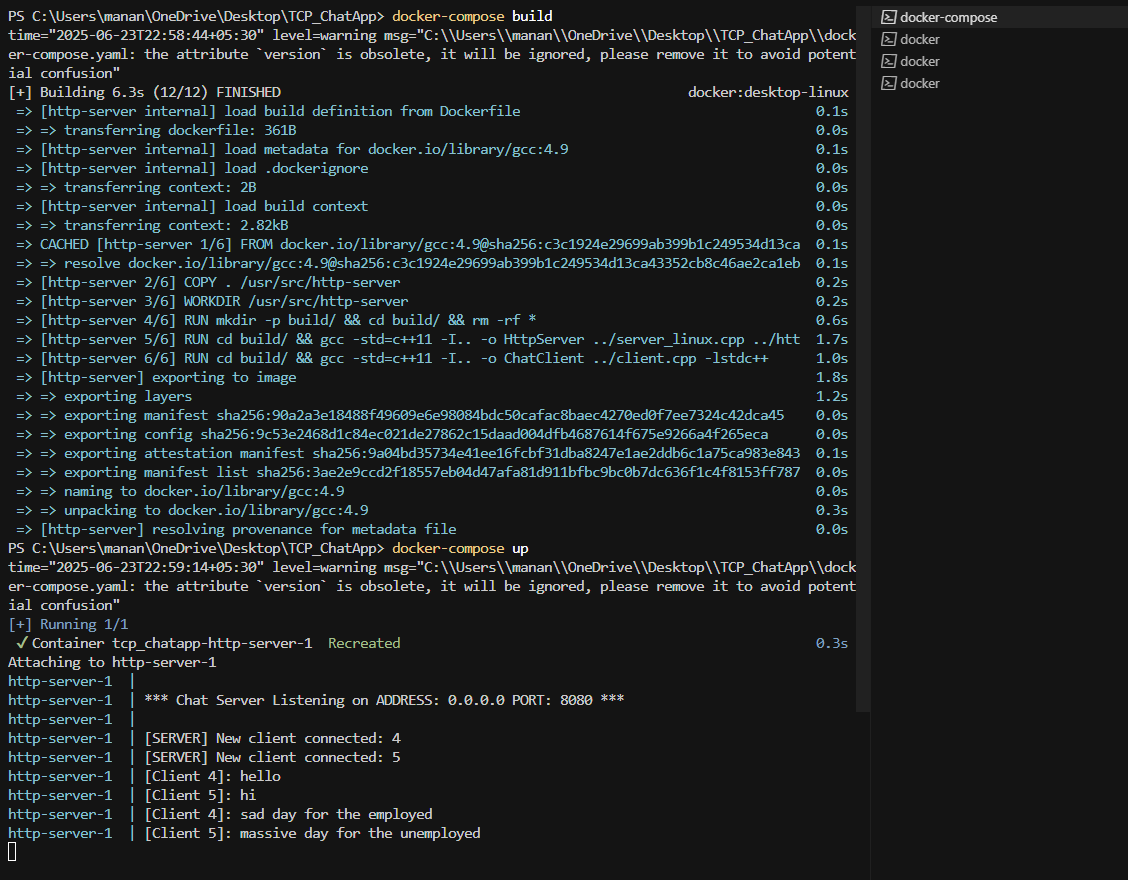 PS C:\Users\manan\OneDrive\Desktop\TCP_ChatApp> docker-compose build
time="2025-06-23T22:58:44+05:30" level=warning msg="C:\\Users\\manan\\OneDrive\\Desktop\\TCP_ChatApp\\dock
er-compose.yaml: the attribute `version` is obsolete, it will be ignored, please remove it to avoid potent
ial confusion"
[+] Building 6.3s (12/12) FINISHED docker:desktop-linux
=> [http-server internal] load build definition from Dockerfile 0.1s
=> => transferring dockerfile: 361B 0.0s
=> [http-server internal] load metadata for docker.io/library/gcc:4.9 0.1s
=> [http-server internal] load .dockerignore 0.0s
=> => transferring context: 2B 0.0s
=> [http-server internal] load build context 0.0s
=> => transferring context: 2.82kB 0.0s
=> CACHED [http-server 1/6] FROM docker.io/library/gcc:4.9@sha256:c3c1924e29699ab399b1c249534d13ca 0.1s
=> => resolve docker.io/library/gcc:4.9@sha256:c3c1924e29699ab399b1c249534d13ca43352cb8c46ae2ca1eb 0.1s
=> [http-server 2/6] COPY . /usr/src/http-server 0.2s
=> [http-server 3/6] WORKDIR /usr/src/http-server 0.2s
=> [http-server 4/6] RUN mkdir -p build/ && cd build/ && rm -rf * 0.6s
=> [http-server 5/6] RUN cd build/ && gcc -std=c++11 -I.. -o HttpServer ../server_linux.cpp ../htt 1.7s
=> [http-server 6/6] RUN cd build/ && gcc -std=c++11 -I.. -o ChatClient ../client.cpp -lstdc++ 1.0s
=> [http-server] exporting to image 1.8s
=> => exporting layers 1.2s
=> => exporting manifest sha256:90a2a3e18488f49609e6e98084bdc50cafac8baec4270ed0f7ee7324c42dca45 0.0s
=> => exporting config sha256:9c53e2468d1c84ec021de27862c15daad004dfb4687614f675e9266a4f265eca 0.0s
=> => exporting attestation manifest sha256:9a04bd35734e41ee16fcbf31dba8247e1ae2ddb6c1a75ca983e843 0.1s
=> => exporting manifest list sha256:3ae2e9ccd2f18557eb04d47afa81d911bfbc9bc0b7dc636f1c4f8153ff787 0.0s
=> => naming to docker.io/library/gcc:4.9 0.0s
=> => unpacking to docker.io/library/gcc:4.9 0.3s
=> [http-server] resolving provenance for metadata file 0.0s
PS C:\Users\manan\OneDrive\Desktop\TCP_ChatApp> docker-compose up
time="2025-06-23T22:59:14+05:30" level=warning msg="C:\\Users\\manan\\OneDrive\\Desktop\\TCP_ChatApp\\dock
er-compose.yaml: the attribute `version` is obsolete, it will be ignored, please remove it to avoid potent
ial confusion"
[+] Running 1/1
✓Container tcp_chatapp-http-server-1 Recreated 0.3s
Attaching to http-server-1
http-server-1 |
http-server-1 | *** Chat Server Listening on ADDRESS: 0.0.0.0 PORT: 8080 ***
http-server-1 |
http-server-1 | [SERVER] New client connected: 4
http-server-1 | [SERVER] New client connected: 5
http-server-1 | [Client 4]: hello
http-server-1 | [Client 5]: hi
http-server-1 | [Client 4]: sad day for the employed
http-server-1 | [Client 5]: massive day for the unemployed
docker-compose
docker
docker
docker